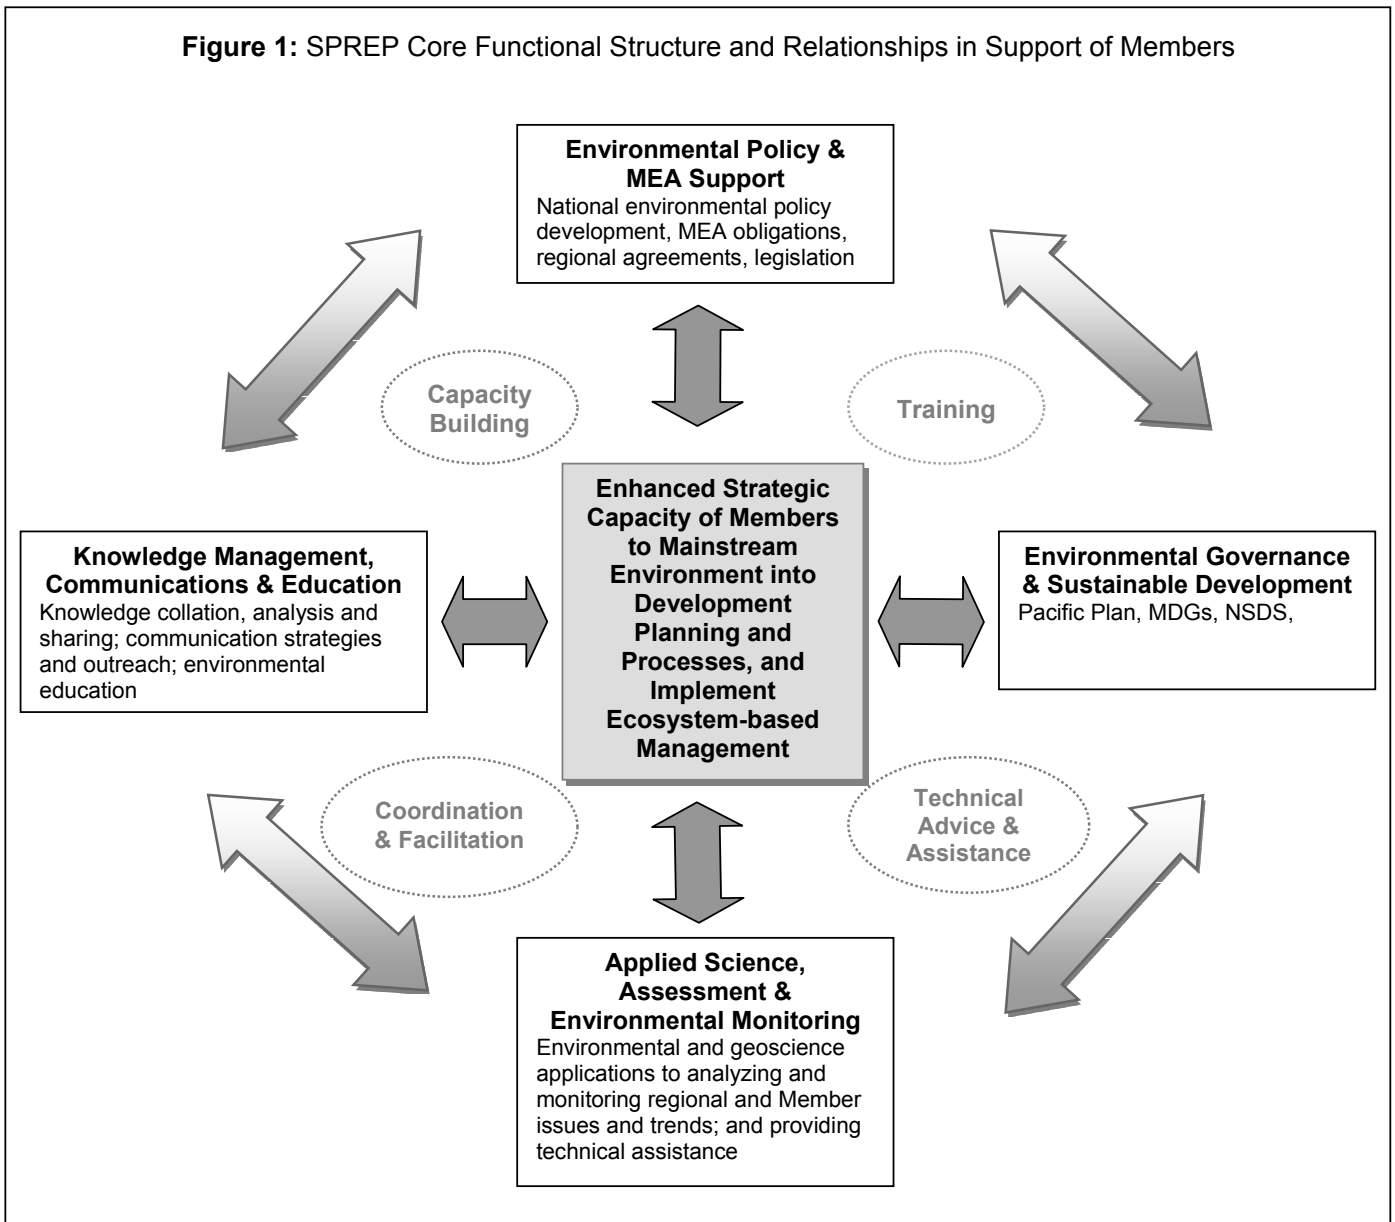 Figure 1: SPREP Core Functional Structure and Relationships in Support of Members
Environmental Policy &
MEA Support
National environmental policy
development, MEA obligations,
regional agreements, legislation
Capacity
Building
Training
Enhanced Strategic
Capacity of Members
to Mainstream
Environment into
Development
Planning and
Processes, and
Implement
Ecosystem-based
Management
Knowledge Management,
Communications & Education
Knowledge collation, analysis and
sharing; communication strategies
and outreach; environmental
education
Environmental Governance
& Sustainable Development
Pacific Plan, MDGs, NSDS,
Coordination
& Facilitation
Technical
Advice &
Assistance
Applied Science,
Assessment &
Environmental Monitoring
Environmental and geoscience
applications to analyzing and
monitoring regional and Member
issues and trends; and providing
technical assistance